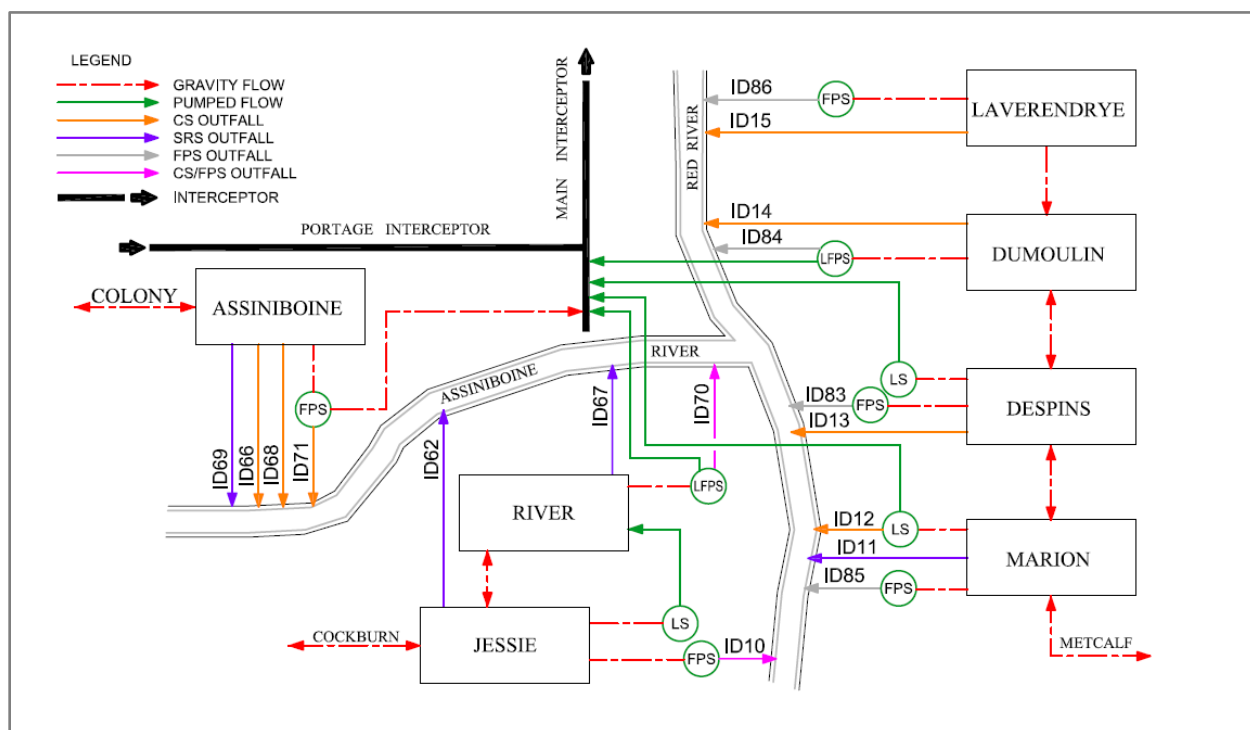 LEGEND
GRAVITY FLOW
PUMPED FLOW
CS OUTFALL
SRS OUTFALL
FPS OUTFALL
CS/FPS OUTFALL
INTERCEPTOR
MAIN INTERCEPTOR
PORTAGE INTERCEPTOR
RED RIVER
ID86
FPS
LAVERENDRYE
ID15
ID14
ID84
LFPS
DUMOULIN
COLONY
ASSINIBOINE
FPS
ID69
ID66
ID68
ID71
ASSINIBOINE
RIVER
LS
ID83
FPS
DESPINS
ID13
ID62
ID67
ID70
RIVER
LFPS
ID12
LS
ID11
MARION
ID85
FPS
LS
COCKBURN
JESSIE
FPS
ID10
METCALF